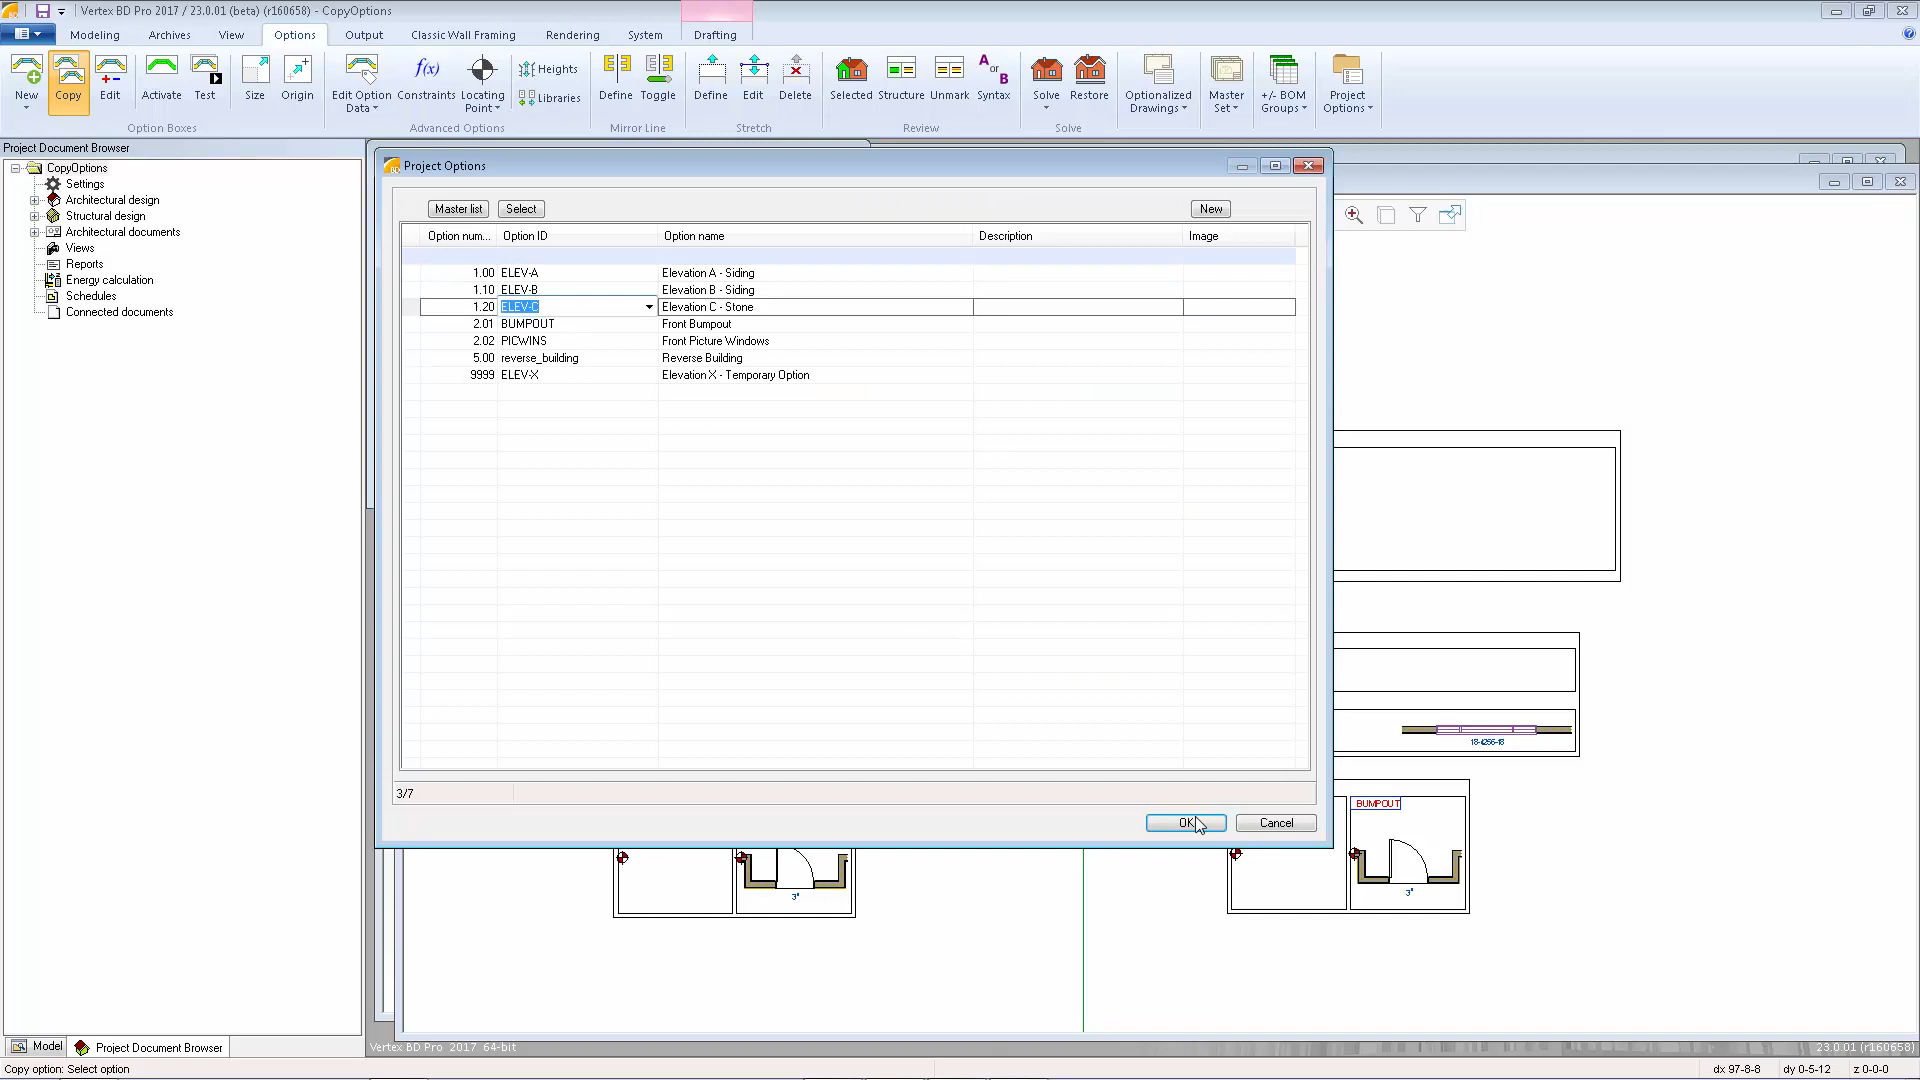 Vertex BD Pro 2017 / 23.0.01 (beta) (r160658) - CopyOptions
Modeling Archives View Options Output Classic Wall Framing Rendering System Drafting
New Copy Edit Activate Test Size Origin
Edit Option Data Constraints Locating Point Heights Libraries
Define Toggle Define Edit Delete
Selected Structure Unmark Syntax A or B
Solve Restore Optionalized Drawings Master Set +/- BOM Groups Project Options
Option Boxes Advanced Options Mirror Line Stretch Review Solve
Project Document Browser
CopyOptions
Settings
Architectural design
Structural design
Architectural documents
Views
Reports
Energy calculation
Schedules
Connected documents
Project Options
Master list Select New
Option num... Option ID Option name Description Image
1.00 ELEV-A Elevation A - Siding
1.10 ELEV-B Elevation B - Siding
1.20 ELEV-C Elevation C - Stone
2.01 BUMPOUT Front Bumpout
2.02 PICWINS Front Picture Windows
5.00 reverse_building Reverse Building
9999 ELEV-X Elevation X - Temporary Option
3/7
OK Cancel
18-4256-18
BUMPOUT
3°
3°
Model Project Document Browser
Vertex BD Pro 2017 64-bit 23.0.01 (r160658)
Copy option: Select option dx 97-8-8 dy 0-5-12 z 0-0-0